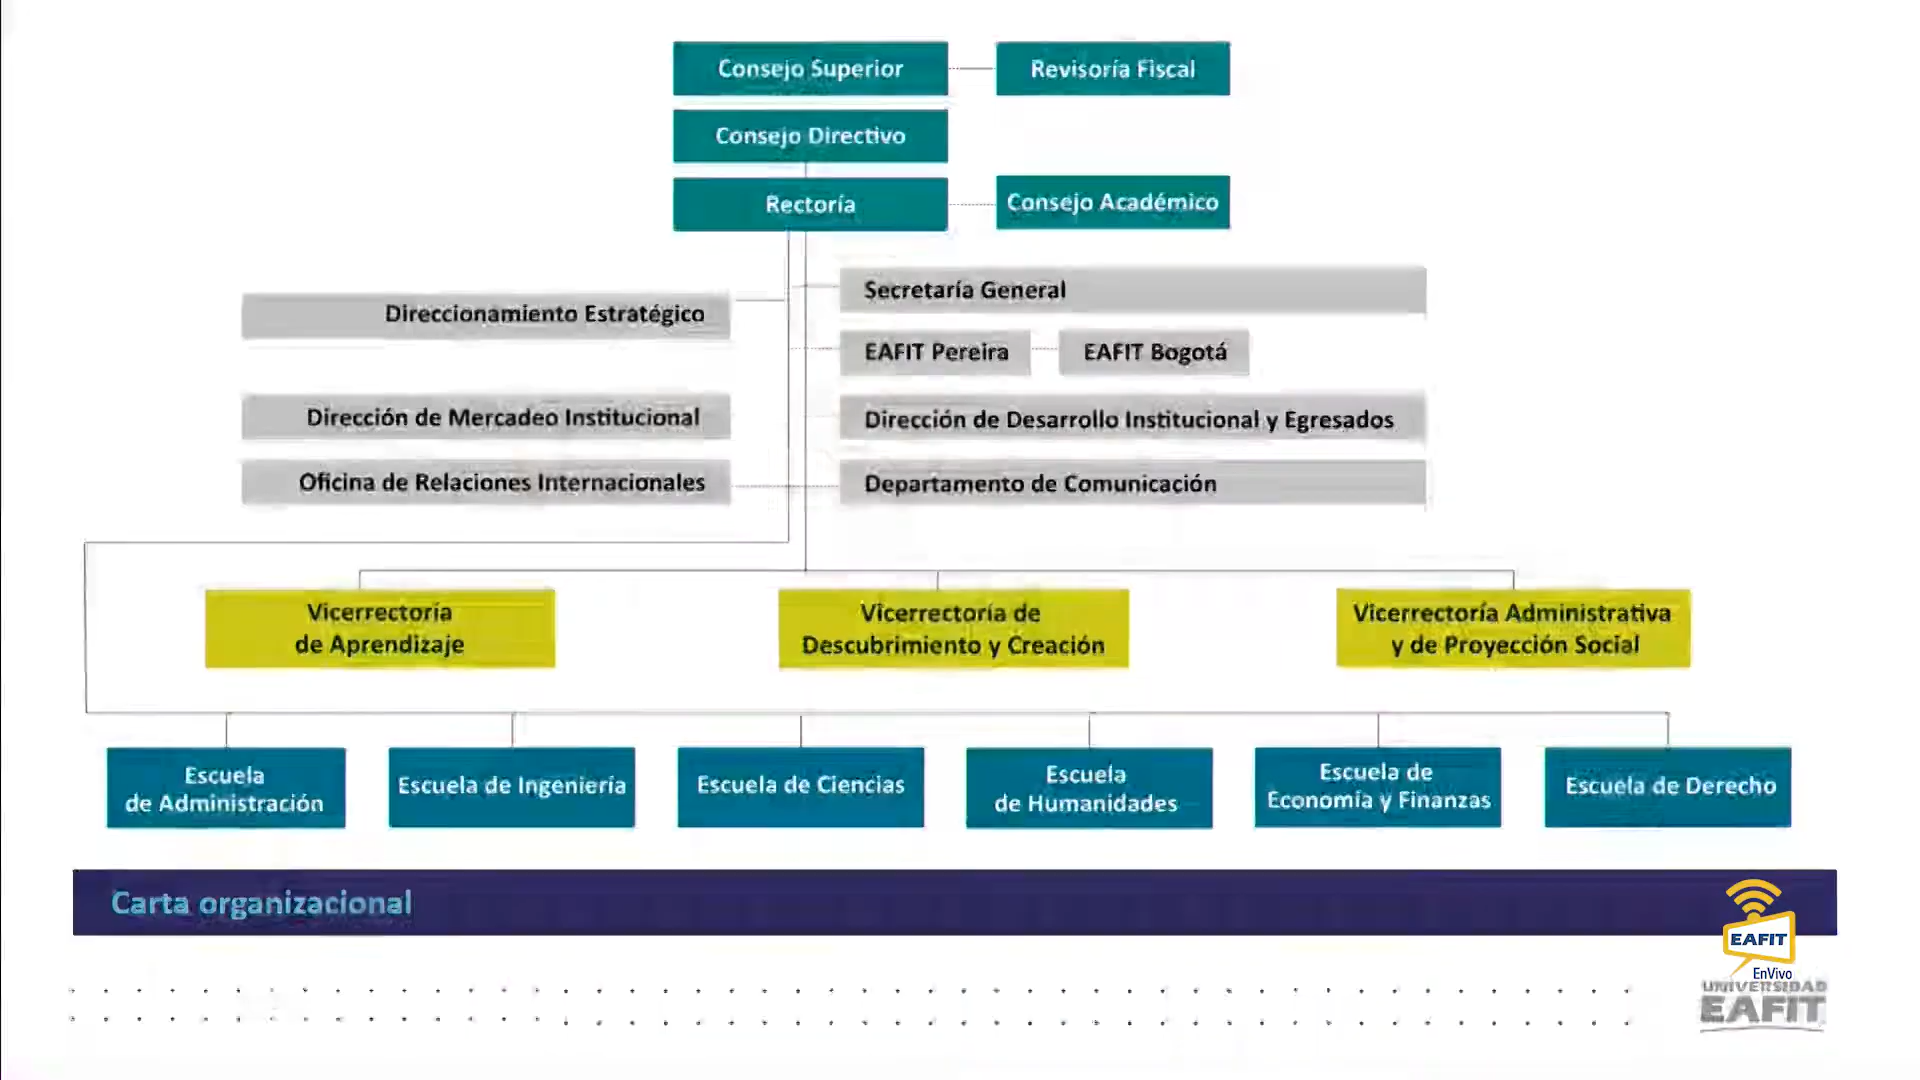 Consejo Superior
Revisoría Fiscal
Consejo Directivo
Rectoría
Consejo Académico
Secretaría General
Direccionamiento Estratégico
EAFIT Pereira
EAFIT Bogotá
Dirección de Mercadeo Institucional
Dirección de Desarrollo Institucional y Egresados
Oficina de Relaciones Internacionales
Departamento de Comunicación
Vicerrectoría
de Aprendizaje
Vicerrectoría de
Descubrimiento y Creación
Vicerrectoría Administrativa
y de Proyección Social
Escuela
de Administración
Escuela de Ingeniería
Escuela de Ciencias
Escuela
de Humanidades
Escuela de
Economía y Finanzas
Escuela de Derecho
Carta organizacional
EAFIT
EnVivo
UNIVERSIDAD
EAFIT